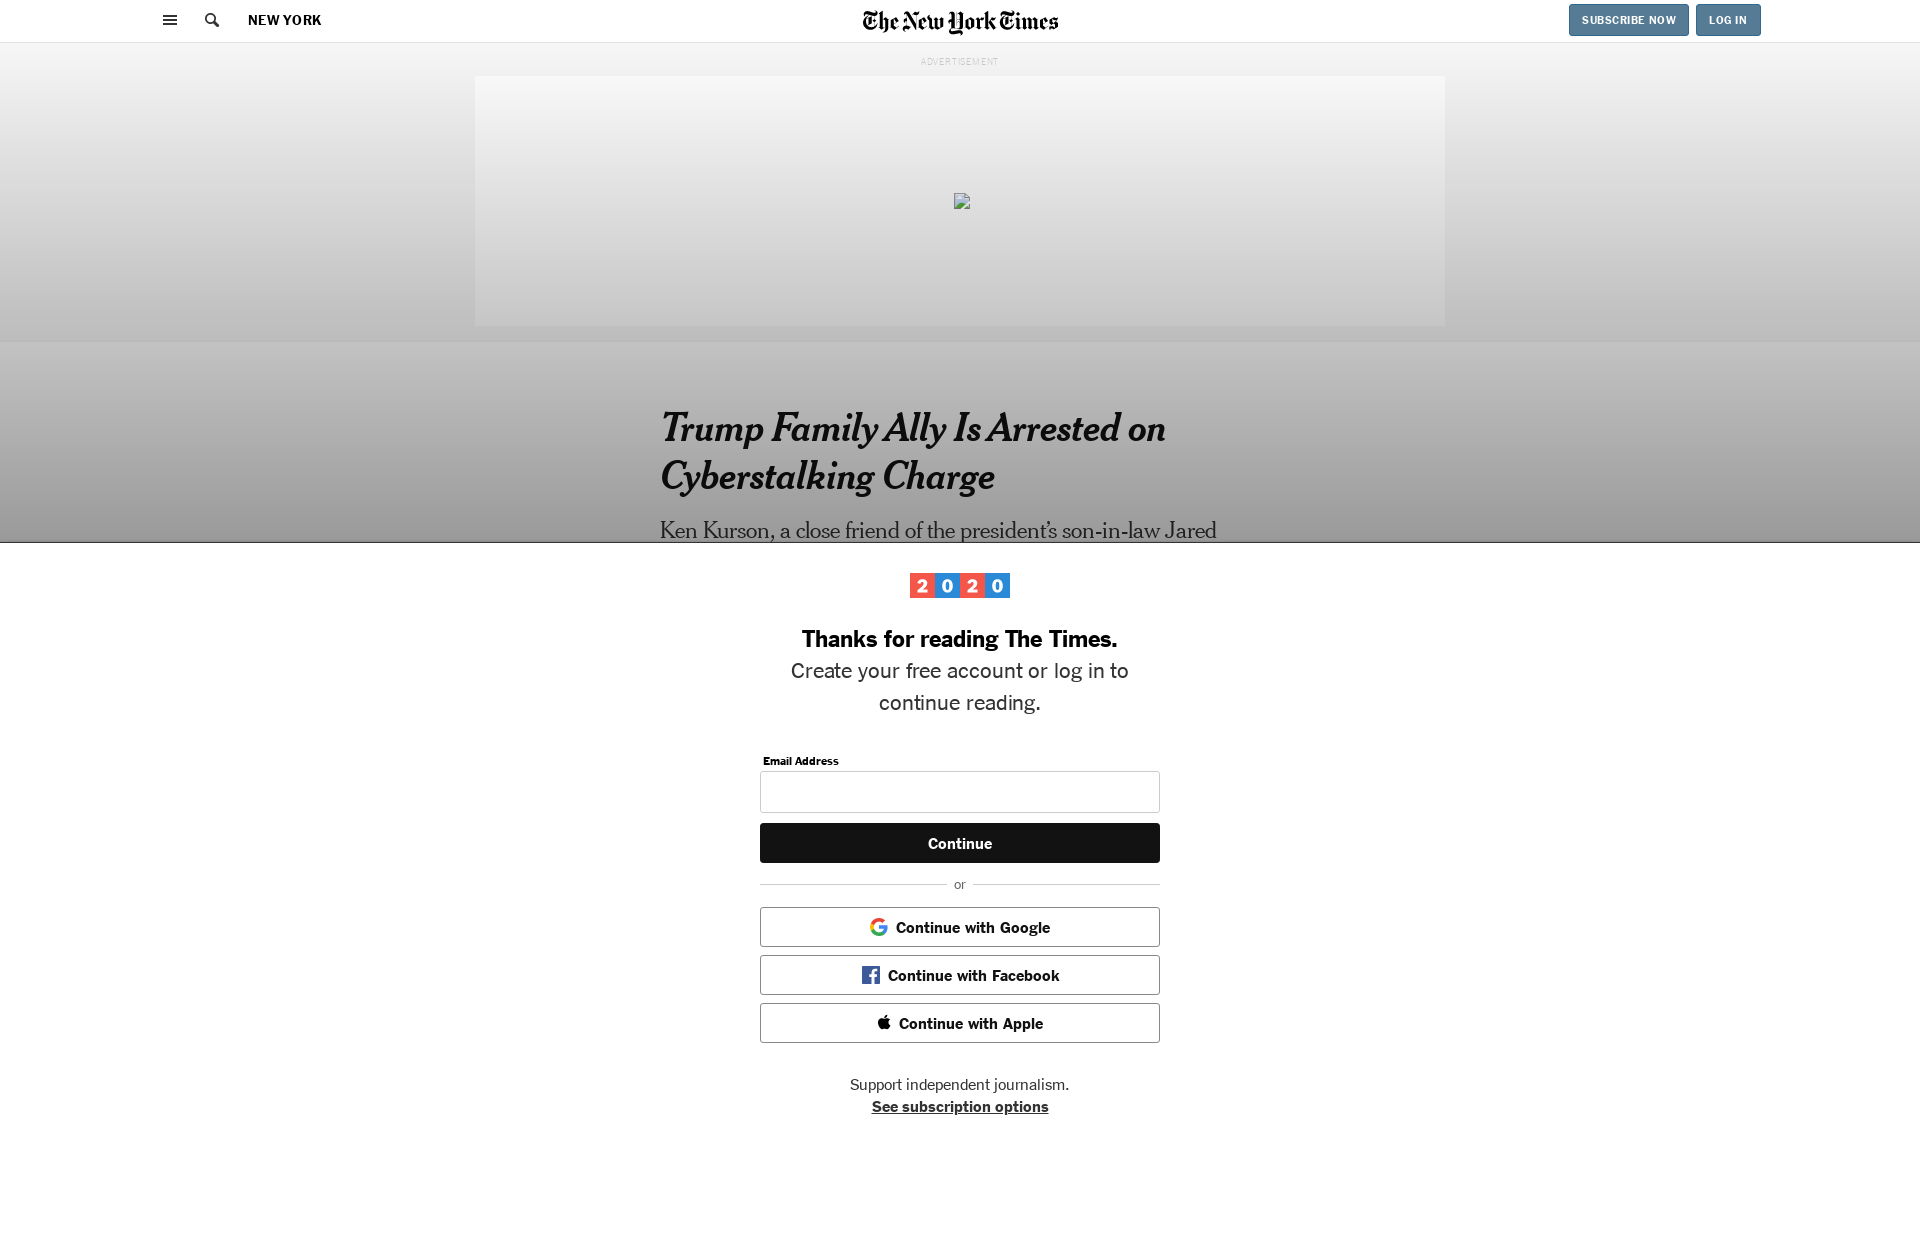 NEW YORK
The New York Times
SUBSCRIBE NOW
LOG IN
ADVERTISEMENT
Trump Family Ally Is Arrested on
Cyberstalking Charge
Ken Kurson, a close friend of the president's son-in-law Jared
2020
Thanks for reading The Times.
Create your free account or log in to
continue reading.
Email Address
Continue
or
Continue with Google
Continue with Facebook
Continue with Apple
Support independent journalism.
See subscription options